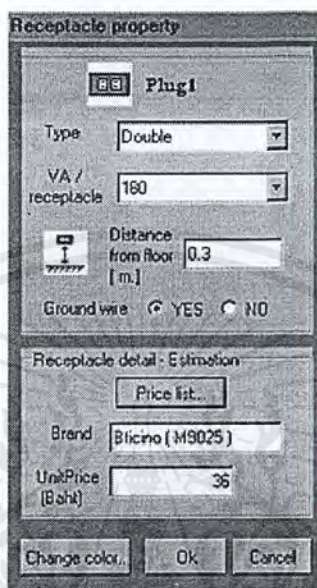 Receptacle property
Plug1
Type Double
VA / receptacle 180
Distance from floor [ m.] 0.3
Ground wire YES NO
Receptacle detail - Estimation
Price list...
Brand Bticino ( M9025 )
UnitPrice (Baht) 36
Change color.. Ok Cancel